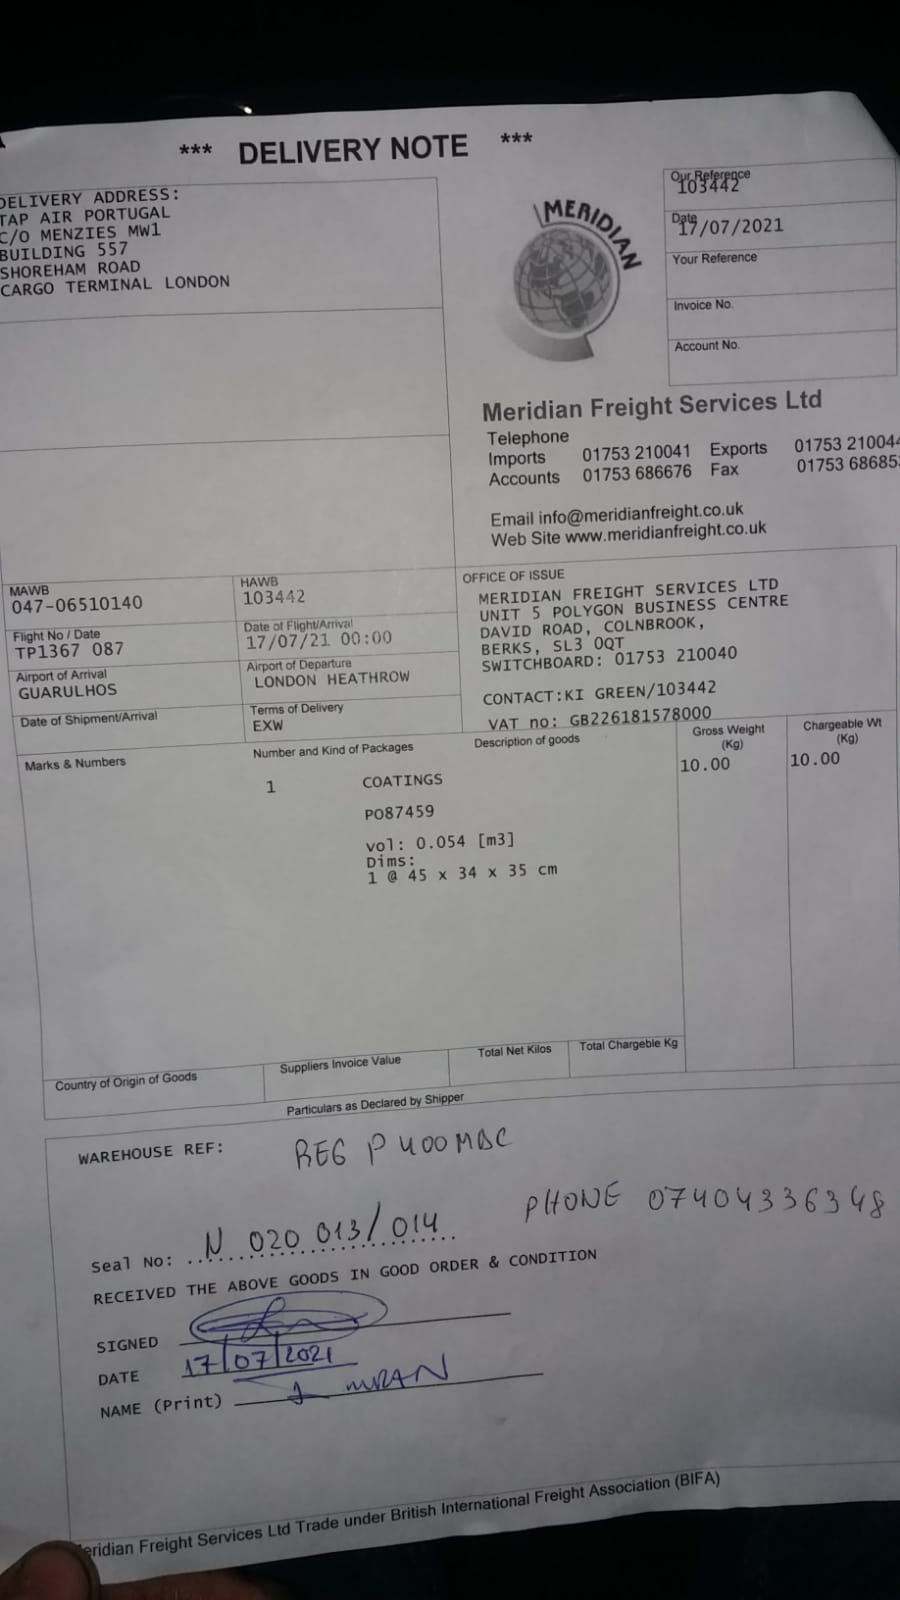 *** DELIVERY NOTE ***
DELIVERY ADDRESS:
TAP AIR PORTUGAL
C/O MENZIES MW1
BUILDING 557
SHOREHAM ROAD
CARGO TERMINAL LONDON
MERIDIAN
Our Reference
103442
Date
17/07/2021
Your Reference
Invoice No.
Account No.
Meridian Freight Services Ltd
Telephone
Imports 01753 210041 Exports 01753 210044
Accounts 01753 686676 Fax 01753 68685
Email info@meridianfreight.co.uk
Web Site www.meridianfreight.co.uk
MAWB
047-06510140
HAWB
103442
Flight No / Date
TP1367 087
Date of Flight/Arrival
17/07/21 00:00
Airport of Arrival
GUARULHOS
Airport of Departure
LONDON HEATHROW
Date of Shipment/Arrival
Terms of Delivery
EXW
OFFICE OF ISSUE
MERIDIAN FREIGHT SERVICES LTD
UNIT 5 POLYGON BUSINESS CENTRE
DAVID ROAD, COLNBROOK,
BERKS, SL3 0QT
SWITCHBOARD: 01753 210040
CONTACT:KI GREEN/103442
VAT no: GB226181578000
Marks & Numbers
Number and Kind of Packages
Description of goods
Gross Weight
(Kg)
Chargeable Wt
(Kg)
1 COATINGS 10.00 10.00
PO87459
vol: 0.054 [m3]
Dims:
1 @ 45 x 34 x 35 cm
Country of Origin of Goods
Suppliers Invoice Value
Total Net Kilos
Total Chargeble Kg
Particulars as Declared by Shipper
WAREHOUSE REF: REG P400MBC
PHONE 07404336348
Seal No: N 020 013/014
RECEIVED THE ABOVE GOODS IN GOOD ORDER & CONDITION
SIGNED
DATE 17/07/2021
NAME (Print) IMRAN
eridian Freight Services Ltd Trade under British International Freight Association (BIFA)